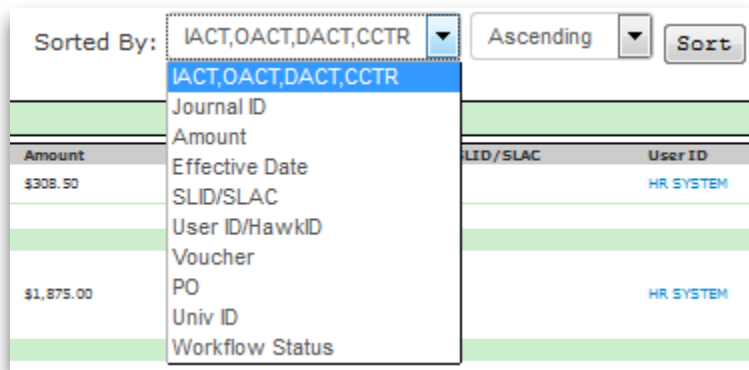 Sorted By: IACT,OACT,DACT,CCTR Ascending Sort
IACT,OACT,DACT,CCTR
Journal ID
Amount
Effective Date
SLID/SLAC
User ID/HawkID
Voucher
PO
Univ ID
Workflow Status
Amount SLID/SLAC User ID
$308.50 HR SYSTEM
$1,875.00 HR SYSTEM